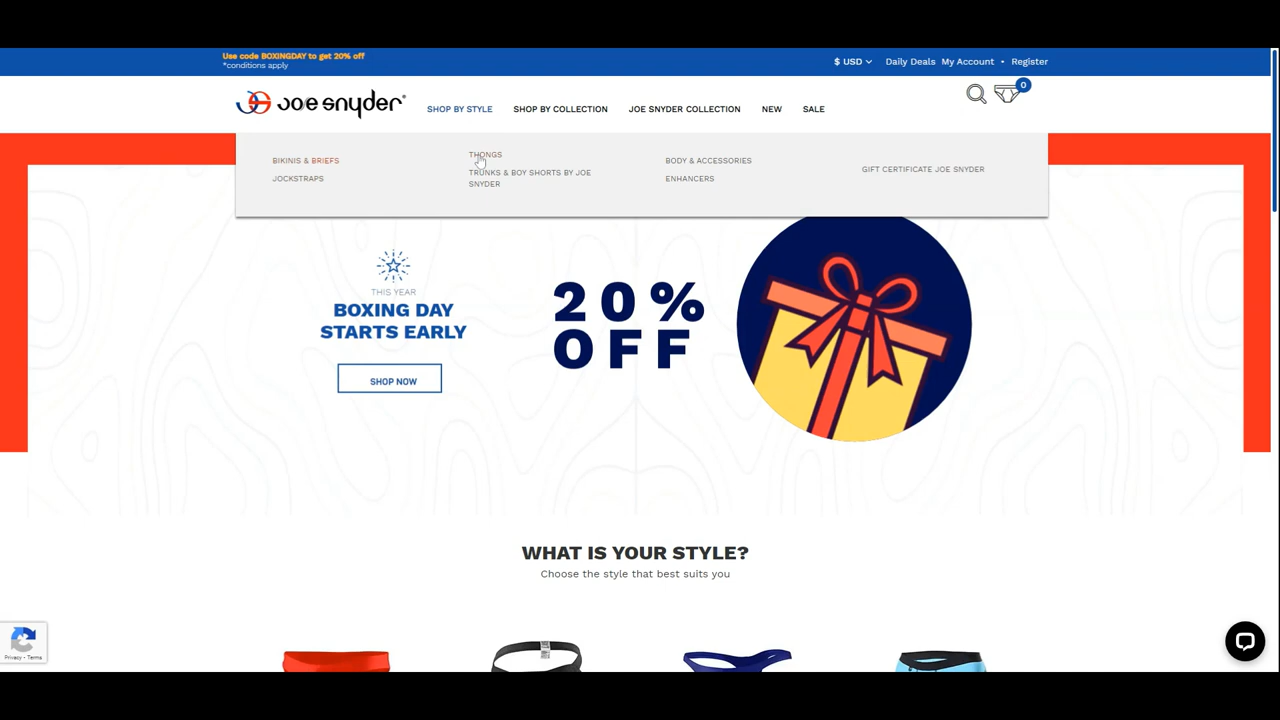 Use code BOXINGDAY to get 20% off
*conditions apply
$ USD
Daily Deals My Account • Register
Joe snyder®
SHOP BY STYLE
SHOP BY COLLECTION
JOE SNYDER COLLECTION
NEW
SALE
0
BIKINIS & BRIEFS
JOCKSTRAPS
THONGS
TRUNKS & BOY SHORTS BY JOE
SNYDER
BODY & ACCESSORIES
ENHANCERS
GIFT CERTIFICATE JOE SNYDER
THIS YEAR
BOXING DAY
STARTS EARLY
SHOP NOW
20%
OFF
WHAT IS YOUR STYLE?
Choose the style that best suits you
Privacy - Terms